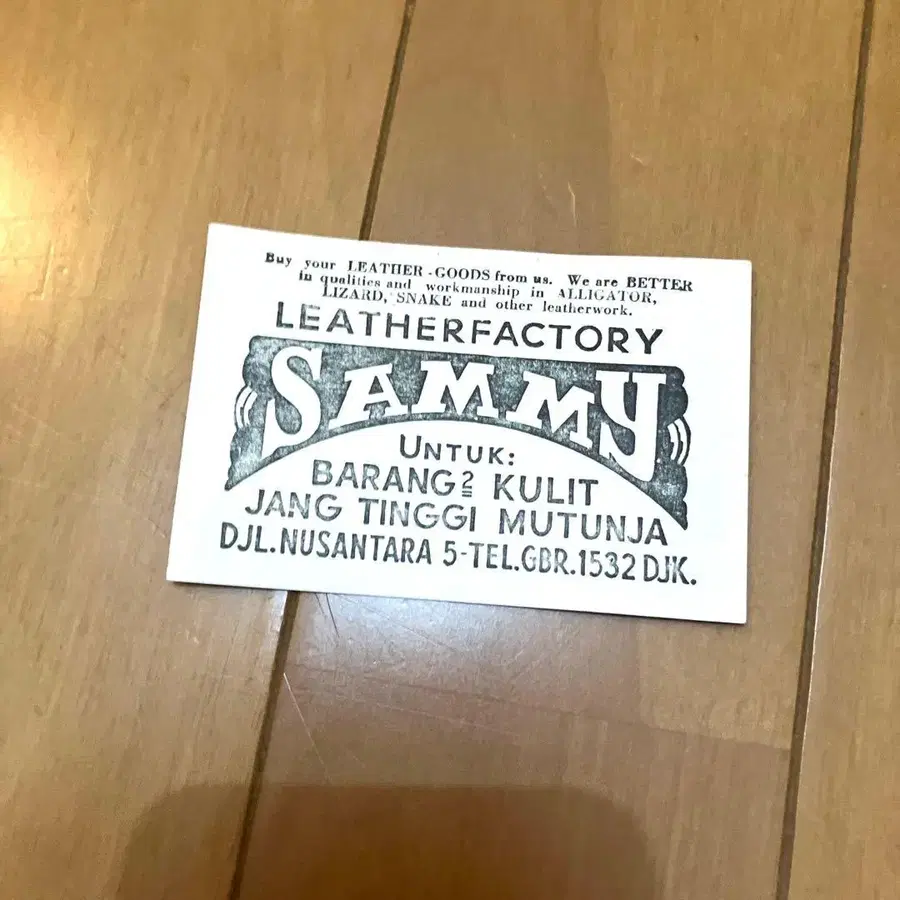 Buy your LEATHER-GOODS from us. We are BETTER
in qualities and workmanship in ALLIGATOR,
LIZARD, SNAKE and other leatherwork.
LEATHERFACTORY
SAMMY
UNTUK:
BARANG2 KULIT
JANG TINGGI MUTUNJA
DJL. NUSANTARA 5-TEL.GBR.1532 DJK.